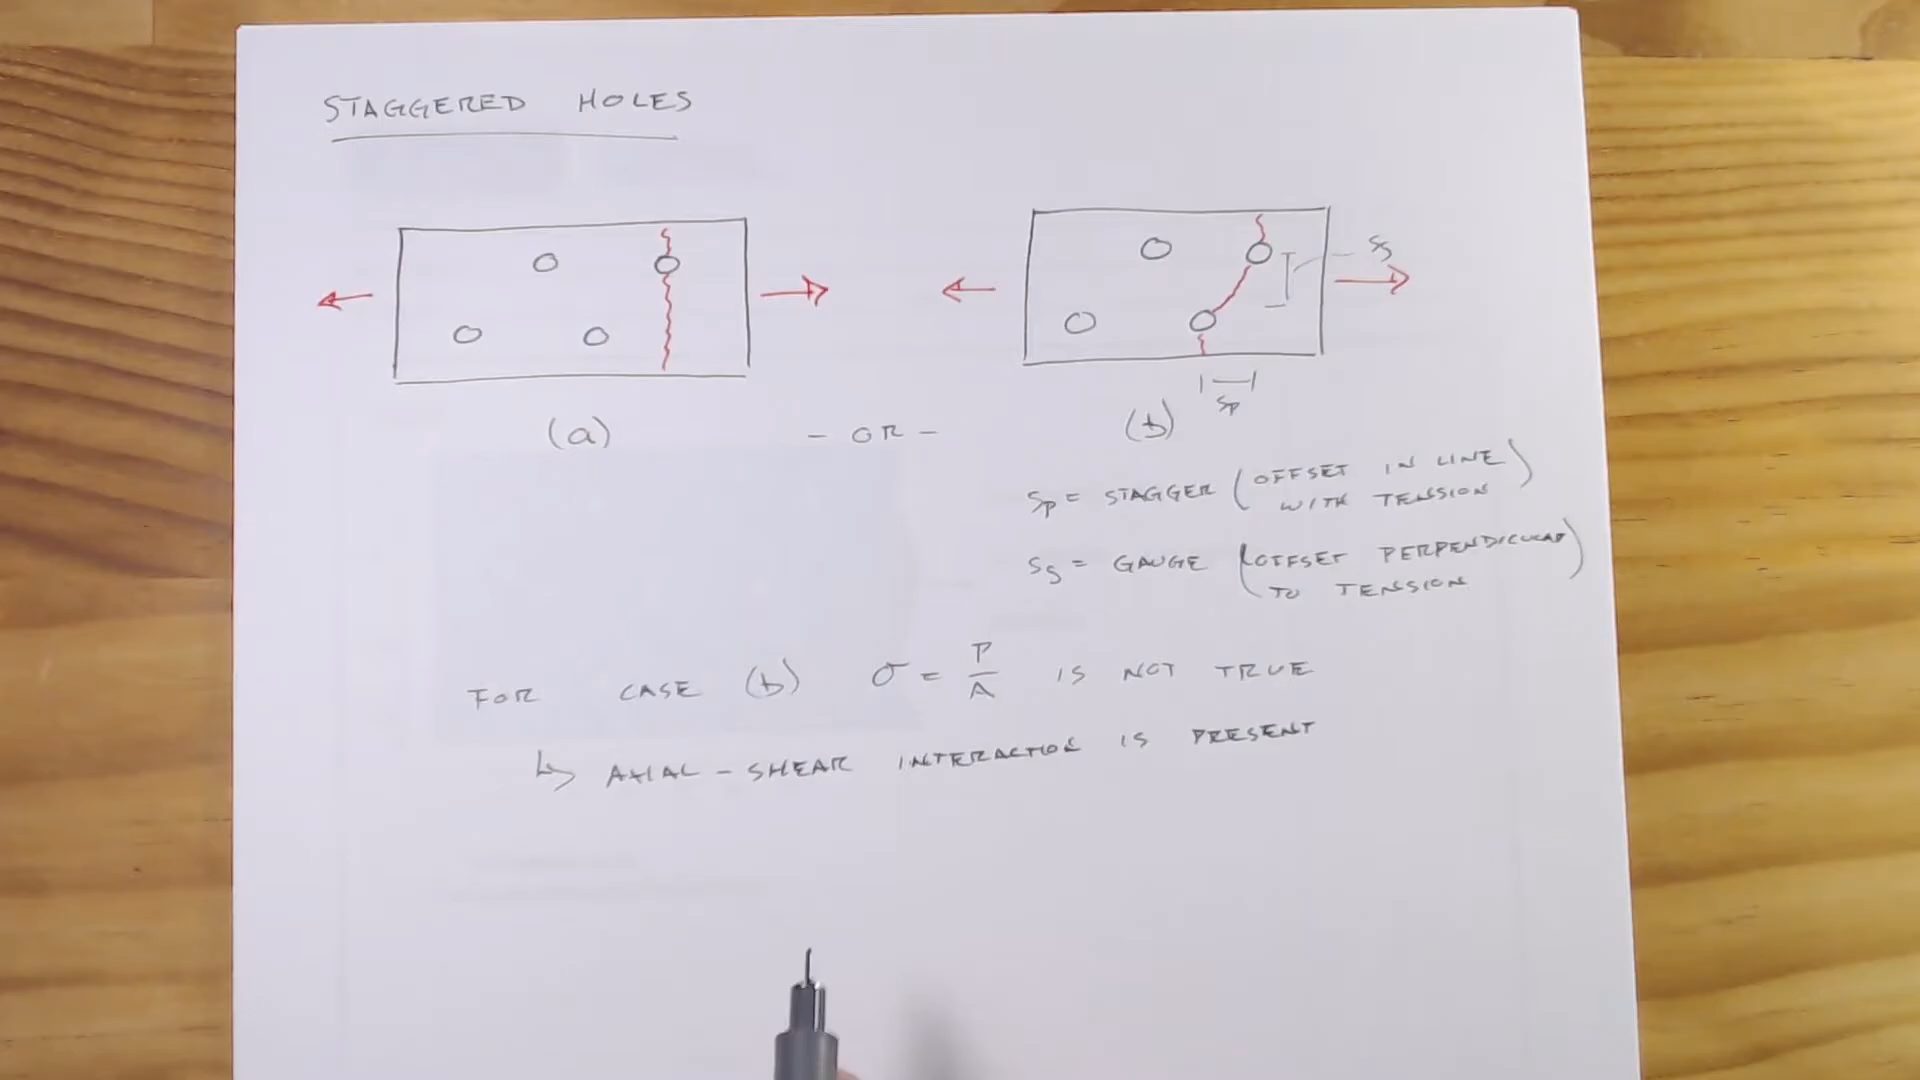 STAGGERED HOLES
Sg
Sp
(a)
- OR -
(b)
Sp = STAGGER (OFFSET IN LINE
WITH TENSION)
Sg = GAUGE (OFFSET PERPENDICULAR
TO TENSION)
FOR CASE (b) σ = P/A IS NOT TRUE
↳ AXIAL - SHEAR INTERACTION IS PRESENT